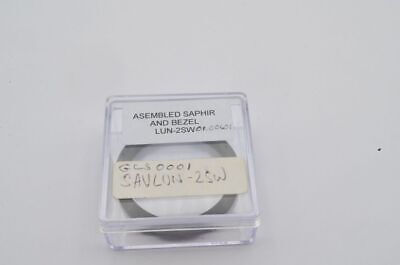 ASEMBLED SAPHIR
AND BEZEL
LUN-2SW
GLS0001
SAVLUN-2SW